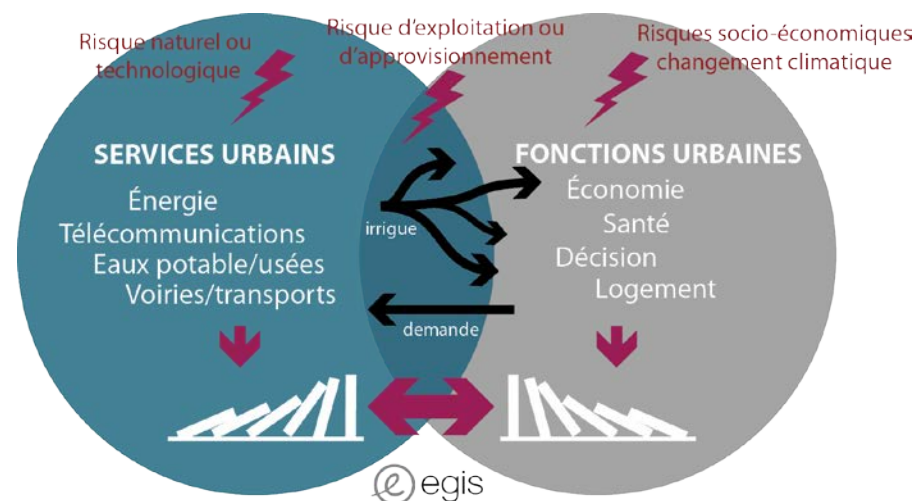 Risque naturel ou
technologique
Risque d'exploitation ou
d'approvisionnement
Risques socio-économiques
changement climatique
SERVICES URBAINS
Énergie
Télécommunications
Eaux potable/usées
Voiries/transports
irrigue
demande
FONCTIONS URBAINES
Économie
Santé
Décision
Logement
egis